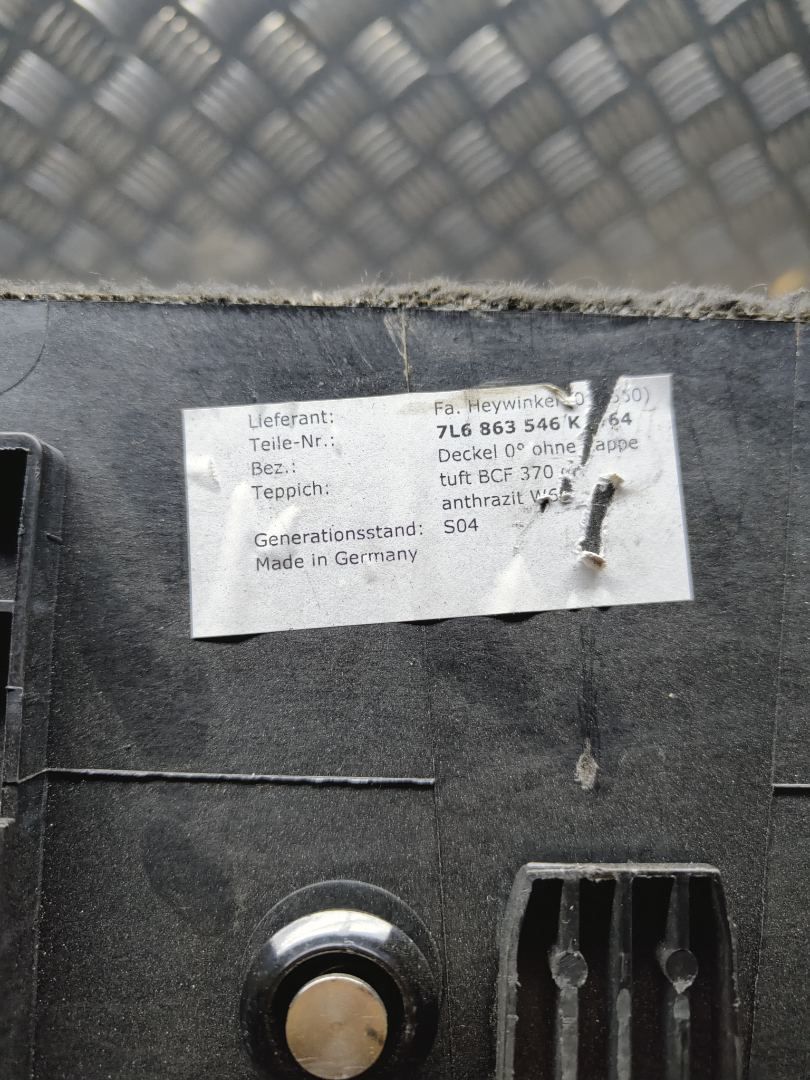 Lieferant: Fa. Heywinkel
Teile-Nr.: 7L6 863 546 K
Bez.: Deckel 0° ohne
Teppich: tuft BCF 370
anthrazit
Generationsstand: S04
Made in Germany